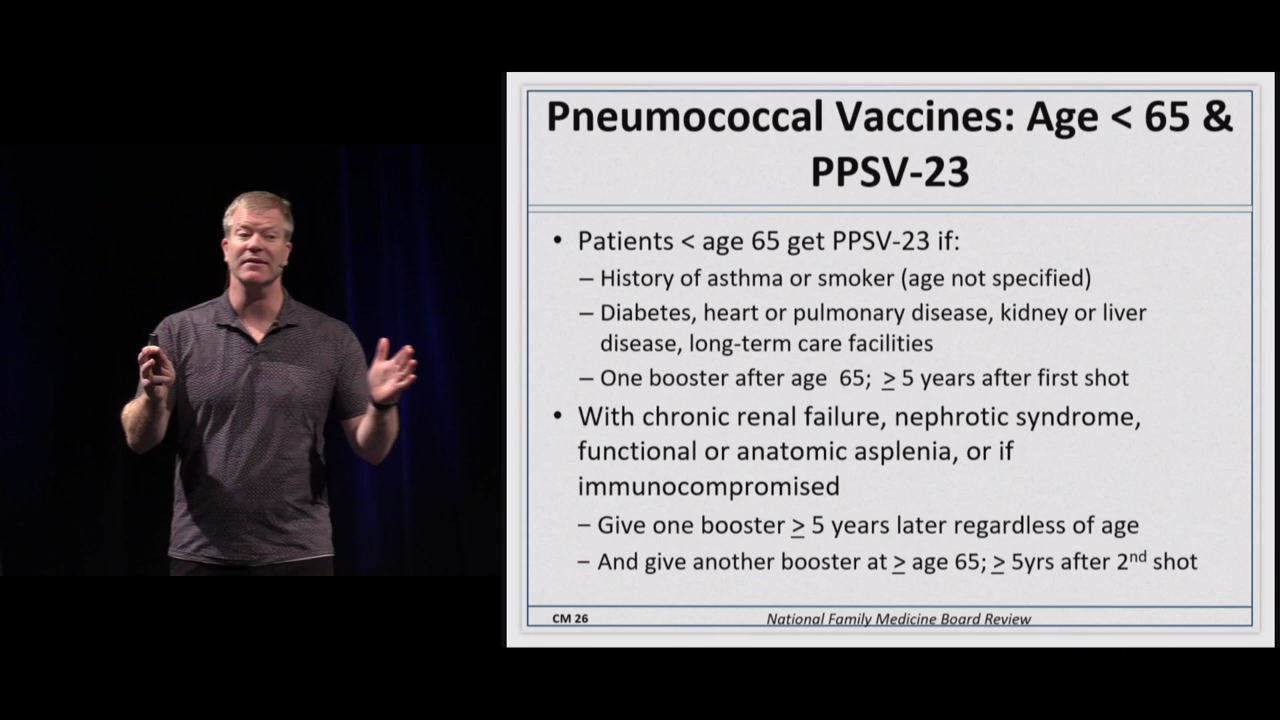 Pneumococcal Vaccines: Age < 65 &
PPSV-23
• Patients < age 65 get PPSV-23 if:
– History of asthma or smoker (age not specified)
– Diabetes, heart or pulmonary disease, kidney or liver
disease, long-term care facilities
– One booster after age 65; ≥ 5 years after first shot
• With chronic renal failure, nephrotic syndrome,
functional or anatomic asplenia, or if
immunocompromised
– Give one booster ≥ 5 years later regardless of age
– And give another booster at ≥ age 65; ≥ 5yrs after 2nd shot
CM 26
National Family Medicine Board Review